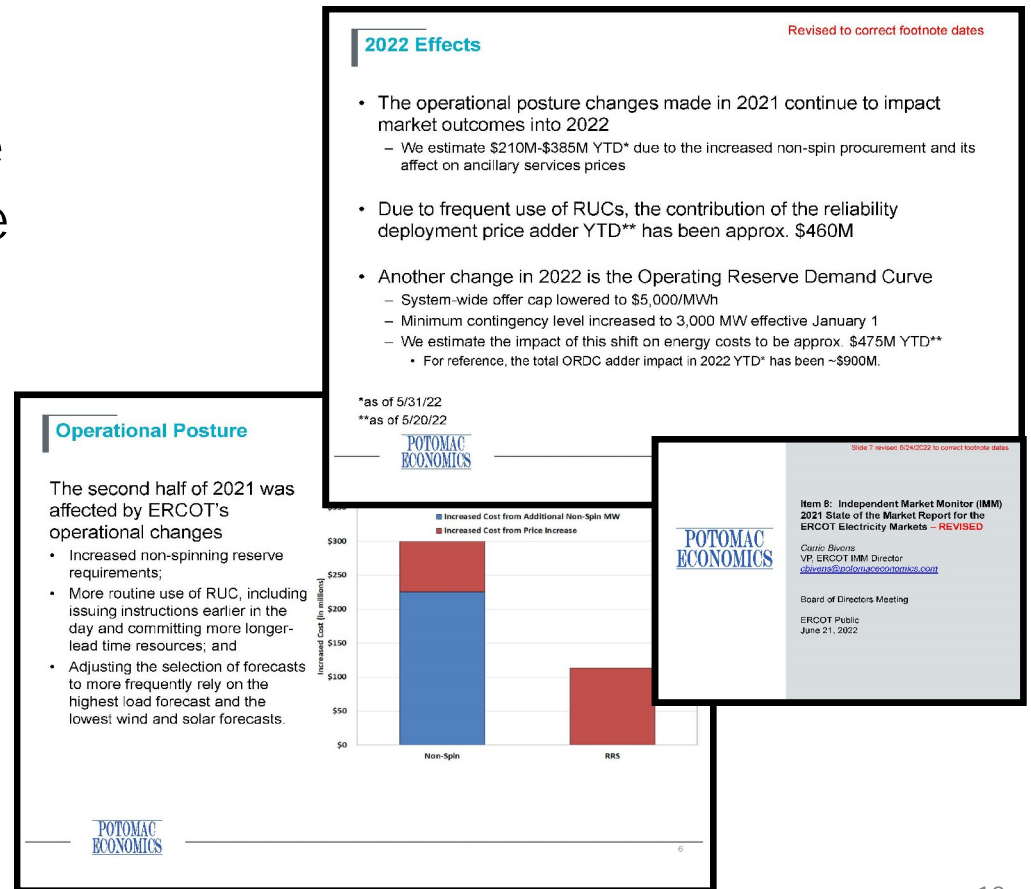 e
e
2022 Effects
Revised to correct footnote dates
• The operational posture changes made in 2021 continue to impact
market outcomes into 2022
– We estimate $210M-$385M YTD* due to the increased non-spin procurement and its
affect on ancillary services prices
• Due to frequent use of RUCs, the contribution of the reliability
deployment price adder YTD** has been approx. $460M
• Another change in 2022 is the Operating Reserve Demand Curve
– System-wide offer cap lowered to $5,000/MWh
– Minimum contingency level increased to 3,000 MW effective January 1
– We estimate the impact of this shift on energy costs to be approx. $475M YTD**
• For reference, the total ORDC adder impact in 2022 YTD* has been ~$900M.
*as of 5/31/22
**as of 5/20/22
POTOMAC
ECONOMICS
Operational Posture
The second half of 2021 was
affected by ERCOT's
operational changes
• Increased non-spinning reserve
requirements;
• More routine use of RUC, including
issuing instructions earlier in the
day and committing more longer-
lead time resources; and
• Adjusting the selection of forecasts
to more frequently rely on the
highest load forecast and the
lowest wind and solar forecasts.
Increased Cost from Additional Non-Spin MW
Increased Cost from Price Increase
Increased Cost (in millions)
$300
$250
$200
$150
$100
$50
$0
Non-Spin
RRS
POTOMAC
ECONOMICS
6
Slide 7 revised 6/24/2022 to correct footnote dates
POTOMAC
ECONOMICS
Item 8: Independent Market Monitor (IMM)
2021 State of the Market Report for the
ERCOT Electricity Markets – REVISED
Carrie Bivens
VP, ERCOT IMM Director
cbivens@potomaceconomics.com
Board of Directors Meeting
ERCOT Public
June 21, 2022